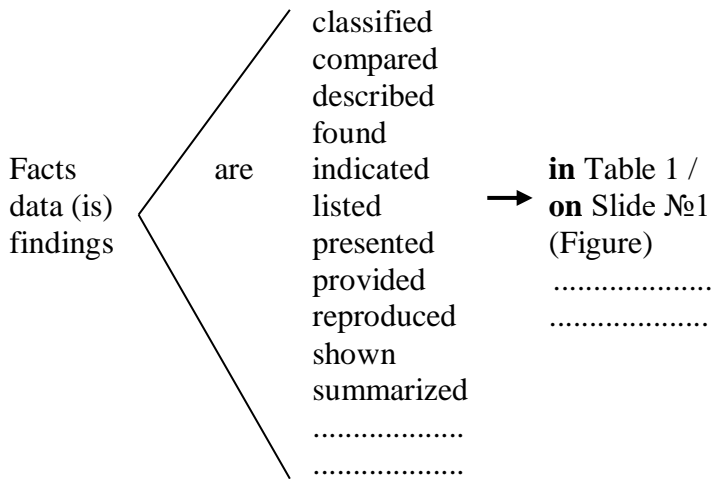 classified
compared
described
found
Facts are indicated in Table 1 /
data (is) listed on Slide №1
findings presented (Figure)
provided ....................
reproduced ....................
shown
summarized
...................
...................